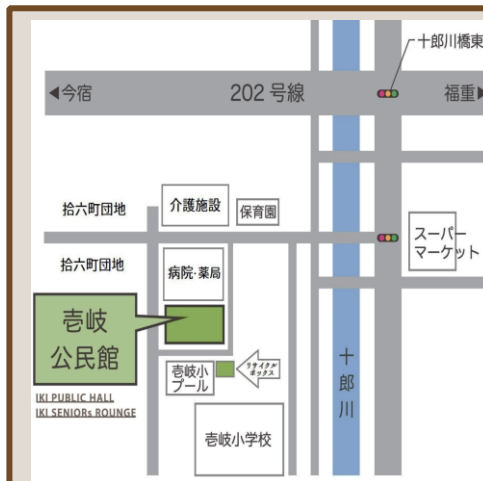 十郎川橋東
◀今宿
202号線
福重▶
拾六町団地
介護施設
保育園
スーパー
マーケット
拾六町団地
病院・薬局
壱岐
公民館
IKI PUBLIC HALL
IKI SENIORs ROUNGE
壱岐小
プール
リサイクル
ボックス
十郎川
壱岐小学校